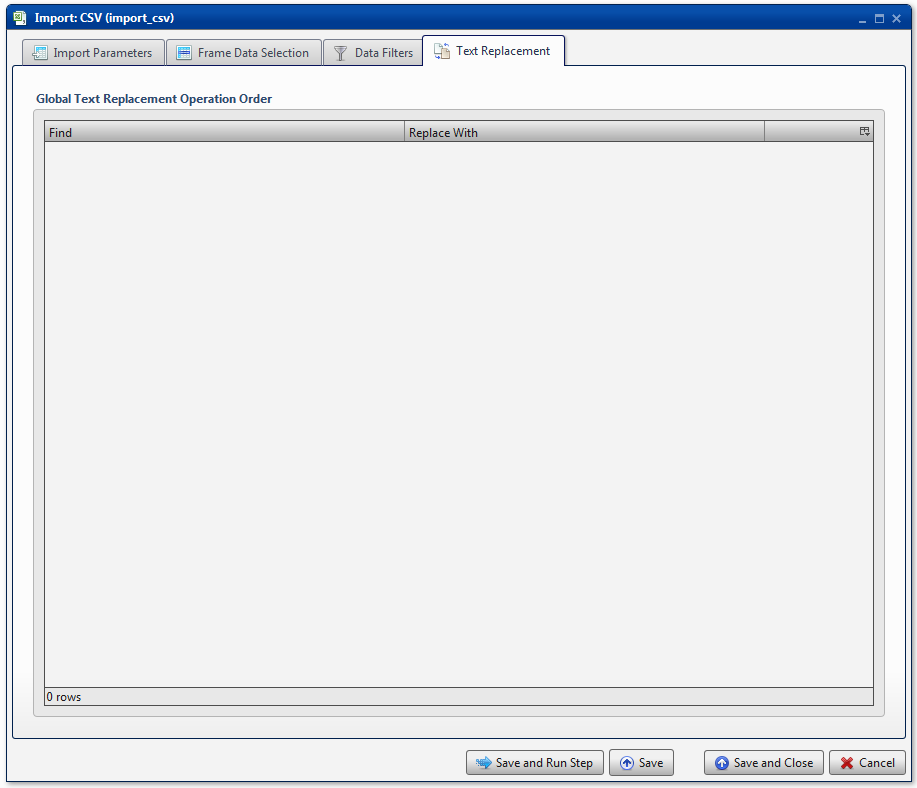 Import: CSV (import_csv)
Import Parameters
Frame Data Selection
Data Filters
Text Replacement
Global Text Replacement Operation Order
Find
Replace With
0 rows
Save and Run Step
Save
Save and Close
Cancel